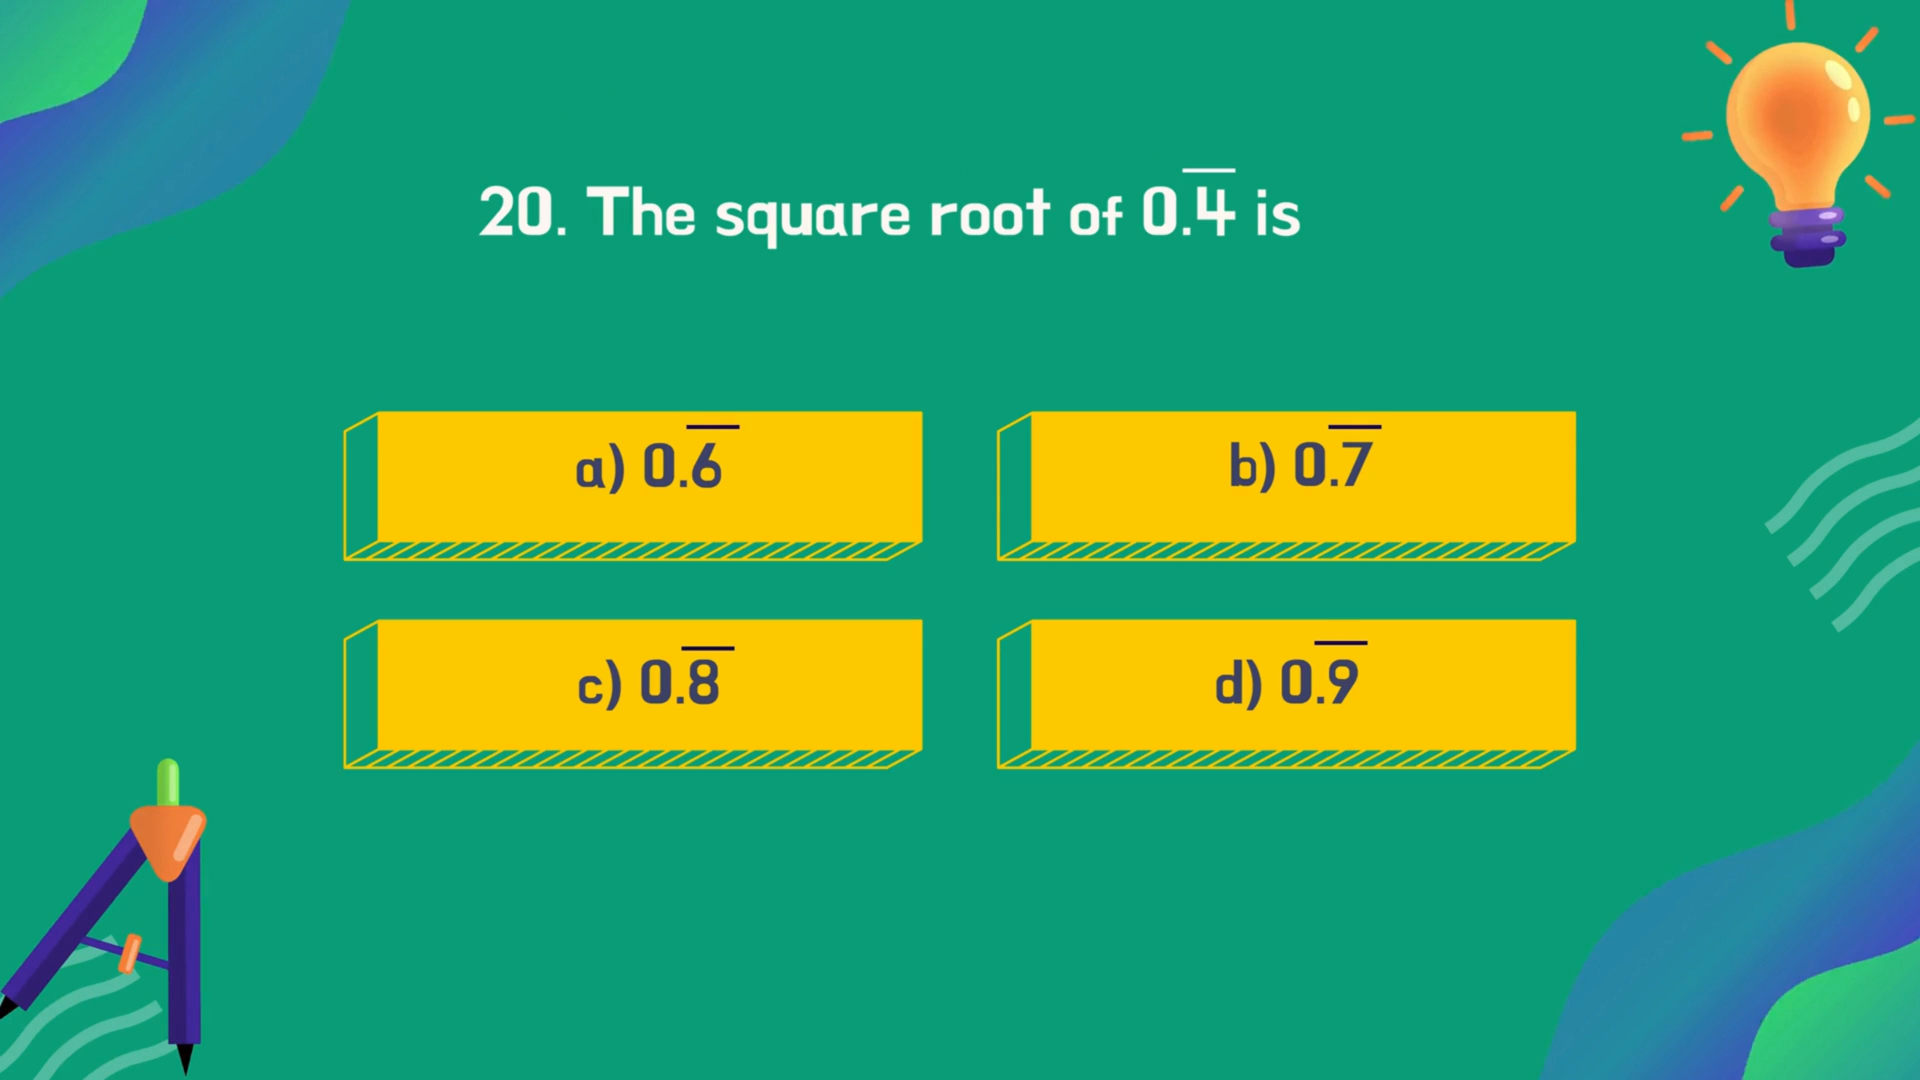 20. The square root of 0.4̅ is
a) 0.6̅
b) 0.7̅
c) 0.8̅
d) 0.9̅